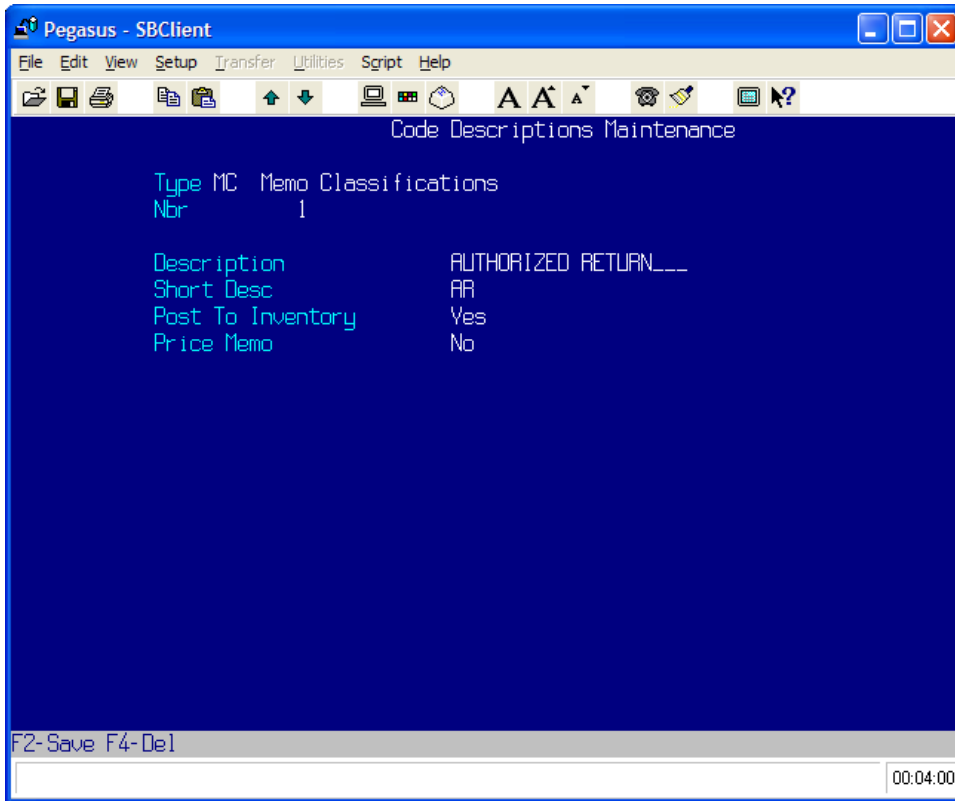 Pegasus - SBClient
File Edit View Setup Transfer Utilities Script Help
A A A ?
Code Descriptions Maintenance
Type MC Memo Classifications
Nbr 1
Description AUTHORIZED RETURN___
Short Desc AR
Post To Inventory Yes
Price Memo No
F2-Save F4-Del
00:04:00